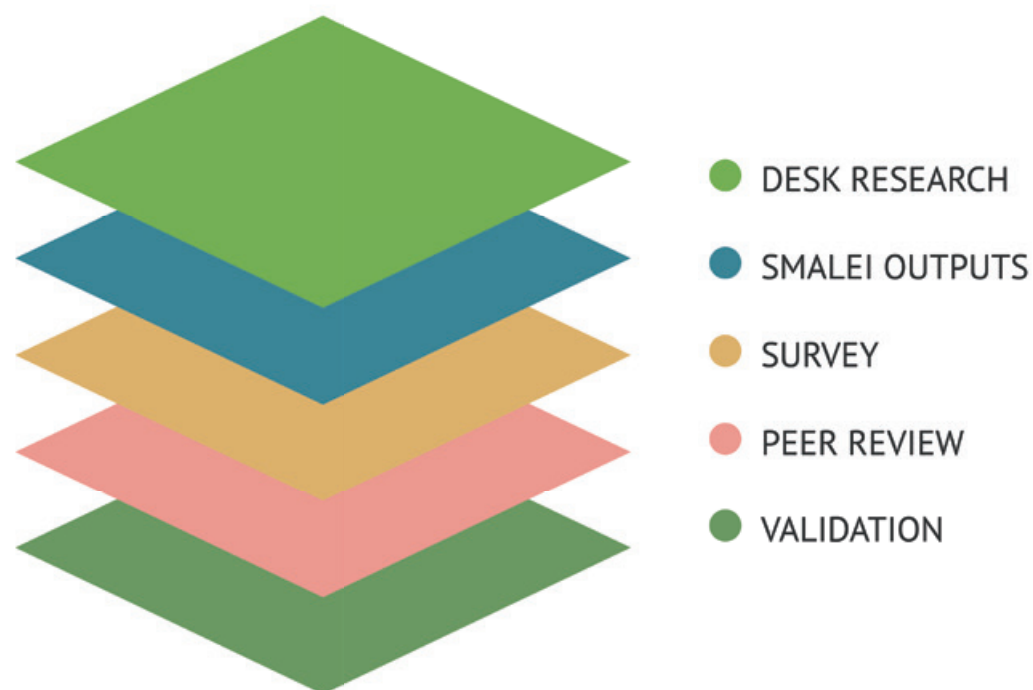 DESK RESEARCH
SMALEI OUTPUTS
SURVEY
PEER REVIEW
VALIDATION